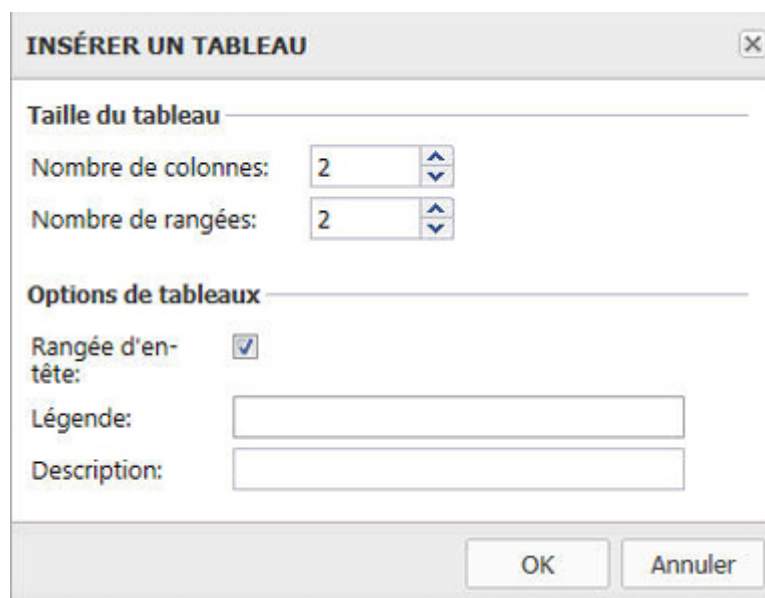 INSÉRER UN TABLEAU
Taille du tableau
Nombre de colonnes: 2
Nombre de rangées: 2
Options de tableaux
Rangée d'en-
tête:
Légende:
Description:
OK Annuler